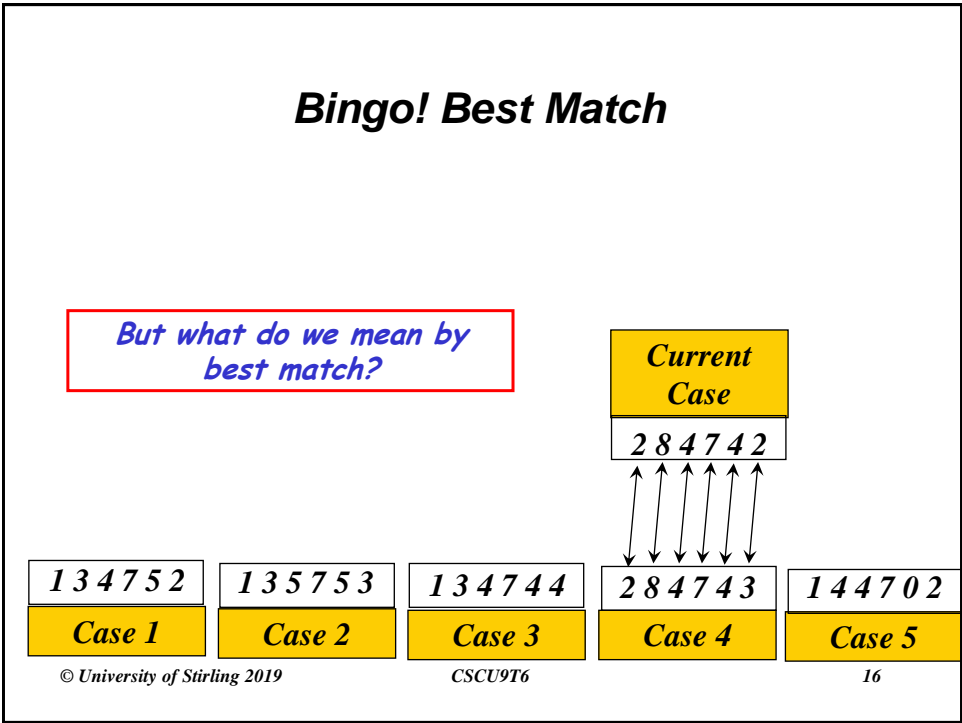 Bingo! Best Match
But what do we mean by
best match?
Current
Case
2 8 4 7 4 2
1 3 4 7 5 2
1 3 5 7 5 3
1 3 4 7 4 4
2 8 4 7 4 3
1 4 4 7 0 2
Case 1
Case 2
Case 3
Case 4
Case 5
© University of Stirling 2019
CSCU9T6
16